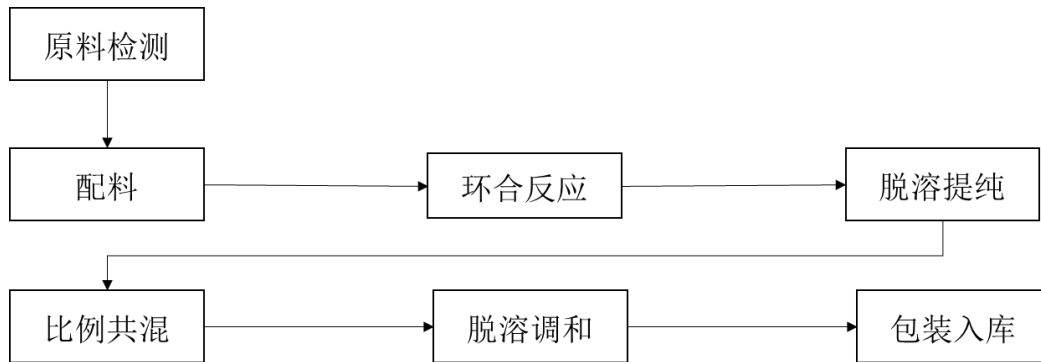 原料检测
配料
环合反应
脱溶提纯
比例共混
脱溶调和
包装入库